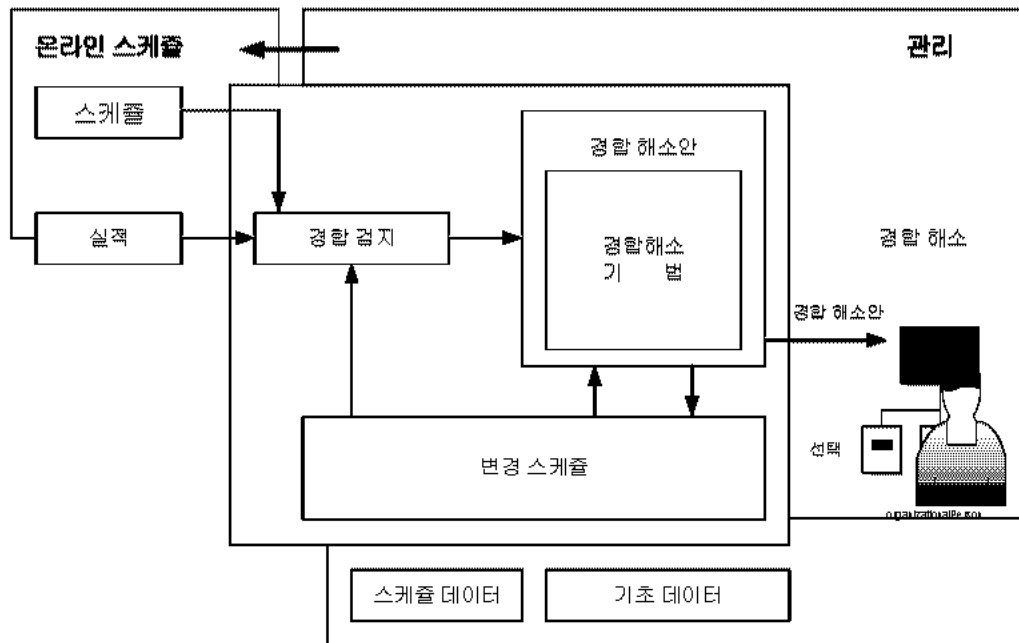 온라인 스케쥴
관리
스케쥴
경합 해소안
실적
경합 검지
경합해소
기 법
경합 해소
경합 해소안
선택
변경 스케쥴
organizationalPerson
스케쥴 데이터
기초 데이터